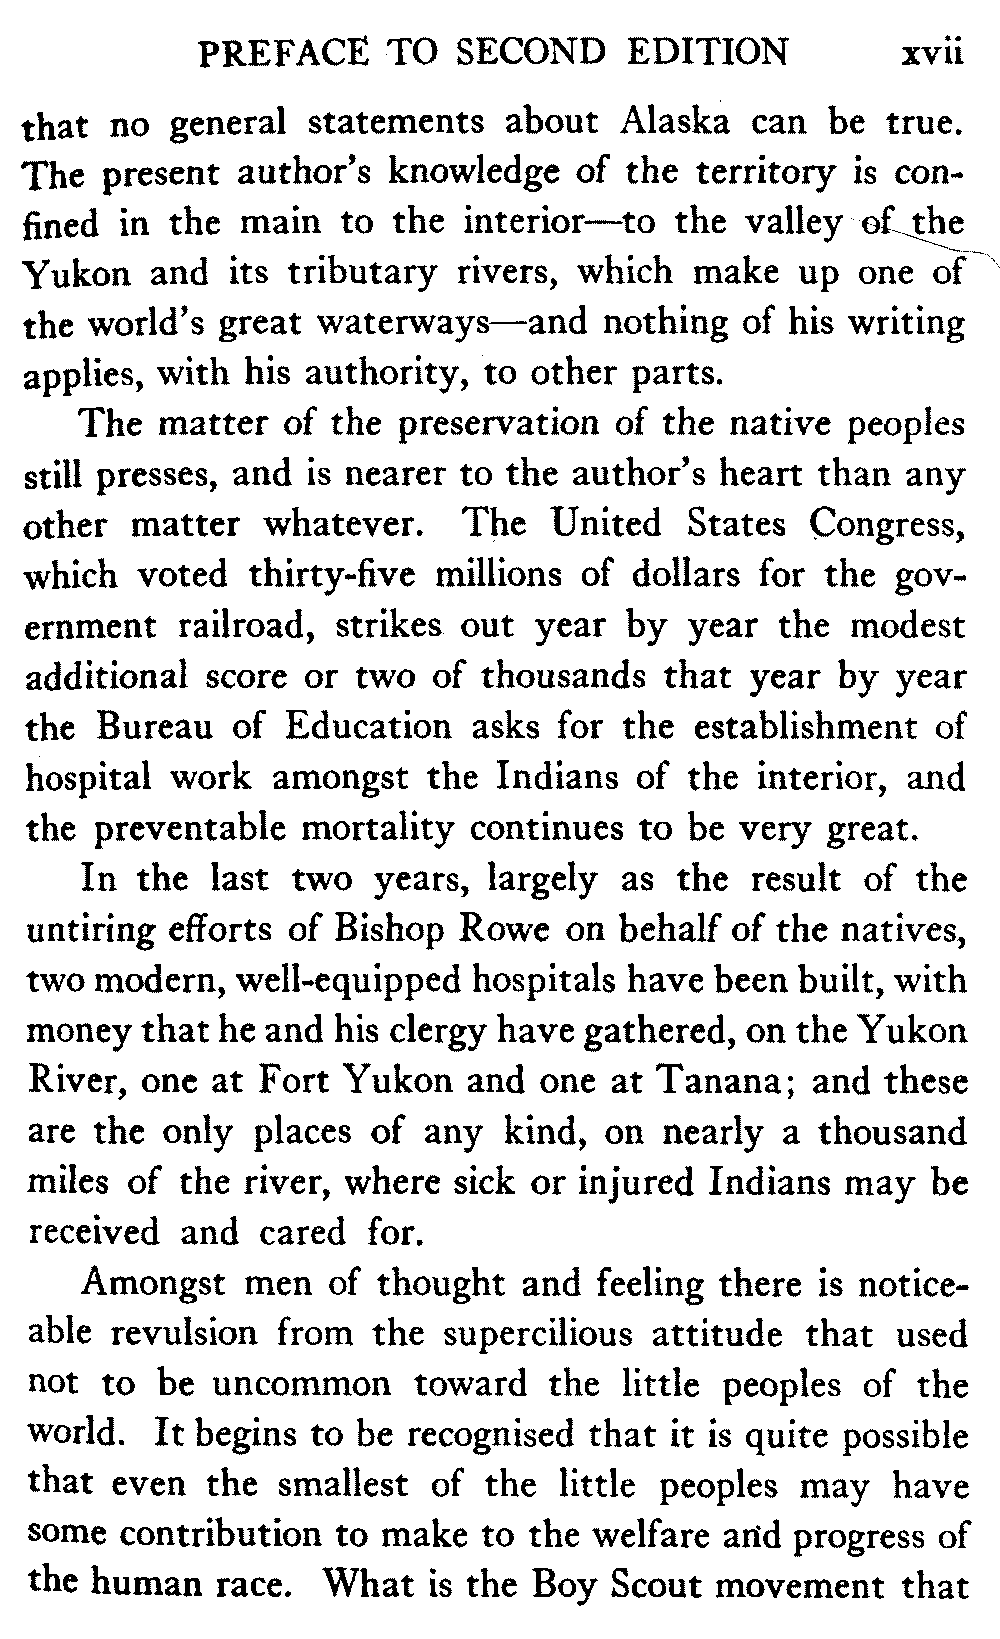 PREFACE TO SECOND EDITION xvii
that no general statements about Alaska can be true.
The present author's knowledge of the territory is con-
fined in the main to the interior—to the valley of the
Yukon and its tributary rivers, which make up one of
the world's great waterways—and nothing of his writing
applies, with his authority, to other parts.
The matter of the preservation of the native peoples
still presses, and is nearer to the author's heart than any
other matter whatever. The United States Congress,
which voted thirty-five millions of dollars for the gov-
ernment railroad, strikes out year by year the modest
additional score or two of thousands that year by year
the Bureau of Education asks for the establishment of
hospital work amongst the Indians of the interior, and
the preventable mortality continues to be very great.
In the last two years, largely as the result of the
untiring efforts of Bishop Rowe on behalf of the natives,
two modern, well-equipped hospitals have been built, with
money that he and his clergy have gathered, on the Yukon
River, one at Fort Yukon and one at Tanana; and these
are the only places of any kind, on nearly a thousand
miles of the river, where sick or injured Indians may be
received and cared for.
Amongst men of thought and feeling there is notice-
able revulsion from the supercilious attitude that used
not to be uncommon toward the little peoples of the
world. It begins to be recognised that it is quite possible
that even the smallest of the little peoples may have
some contribution to make to the welfare and progress of
the human race. What is the Boy Scout movement that